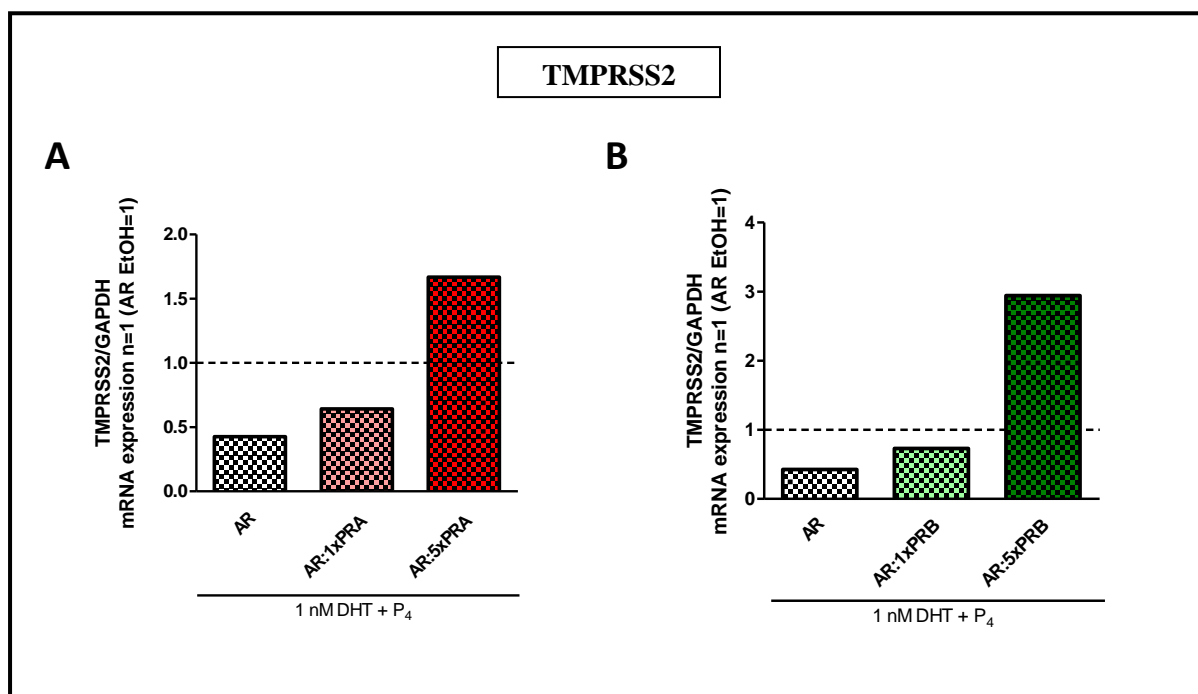 TMPRSS2
A
TMPRSS2/GAPDH
mRNA expression n=1 (AR EtOH=1)
2.0
1.5
1.0
0.5
0.0
AR
AR:1xPRA
AR:5xPRA
1 nM DHT + P₄
B
TMPRSS2/GAPDH
mRNA expression n=1 (AR EtOH=1)
4
3
2
1
0
AR
AR:1xPRB
AR:5xPRB
1 nM DHT + P₄